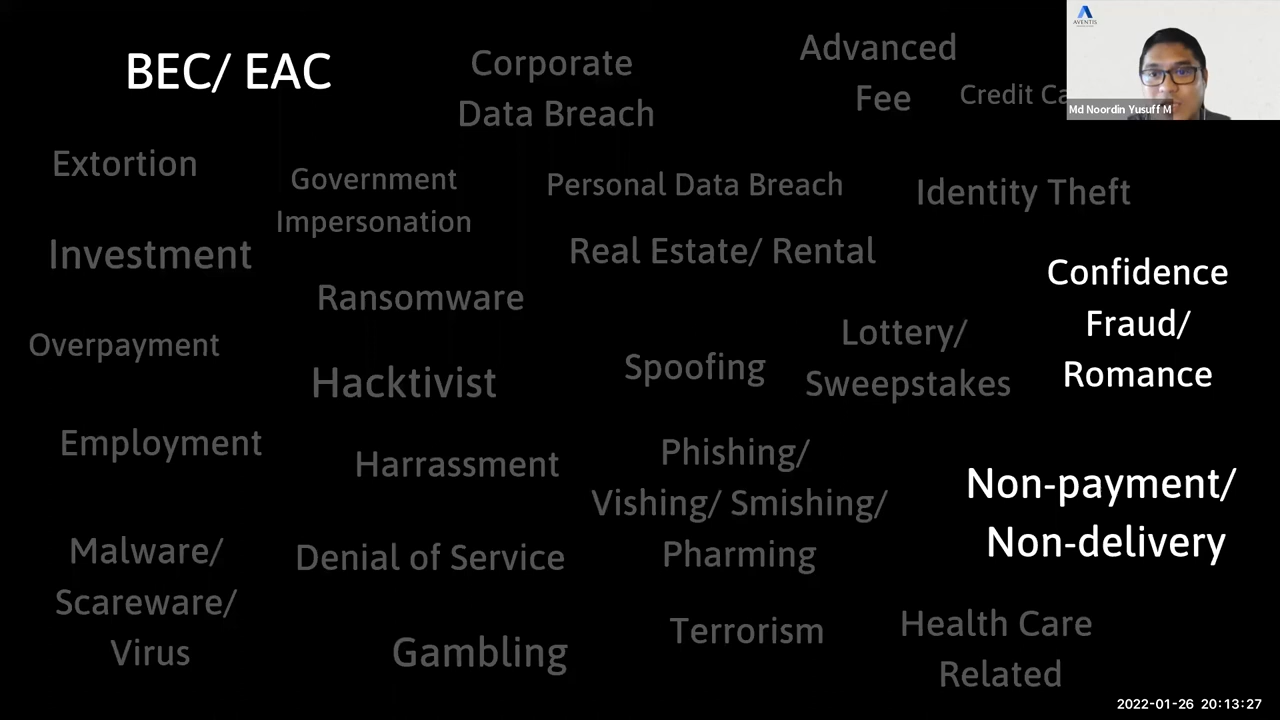 BEC/ EAC
Corporate
Data Breach
Advanced
Fee
Credit
AVENTIS
Md Noordin Yusuff M
Extortion
Government
Impersonation
Personal Data Breach
Identity Theft
Investment
Real Estate/ Rental
Confidence
Fraud/
Romance
Ransomware
Overpayment
Hacktivist
Spoofing
Lottery/
Sweepstakes
Employment
Harrassment
Phishing/
Vishing/ Smishing/
Pharming
Non-payment/
Non-delivery
Malware/
Scareware/
Virus
Denial of Service
Gambling
Terrorism
Health Care
Related
2022-01-26 20:13:27